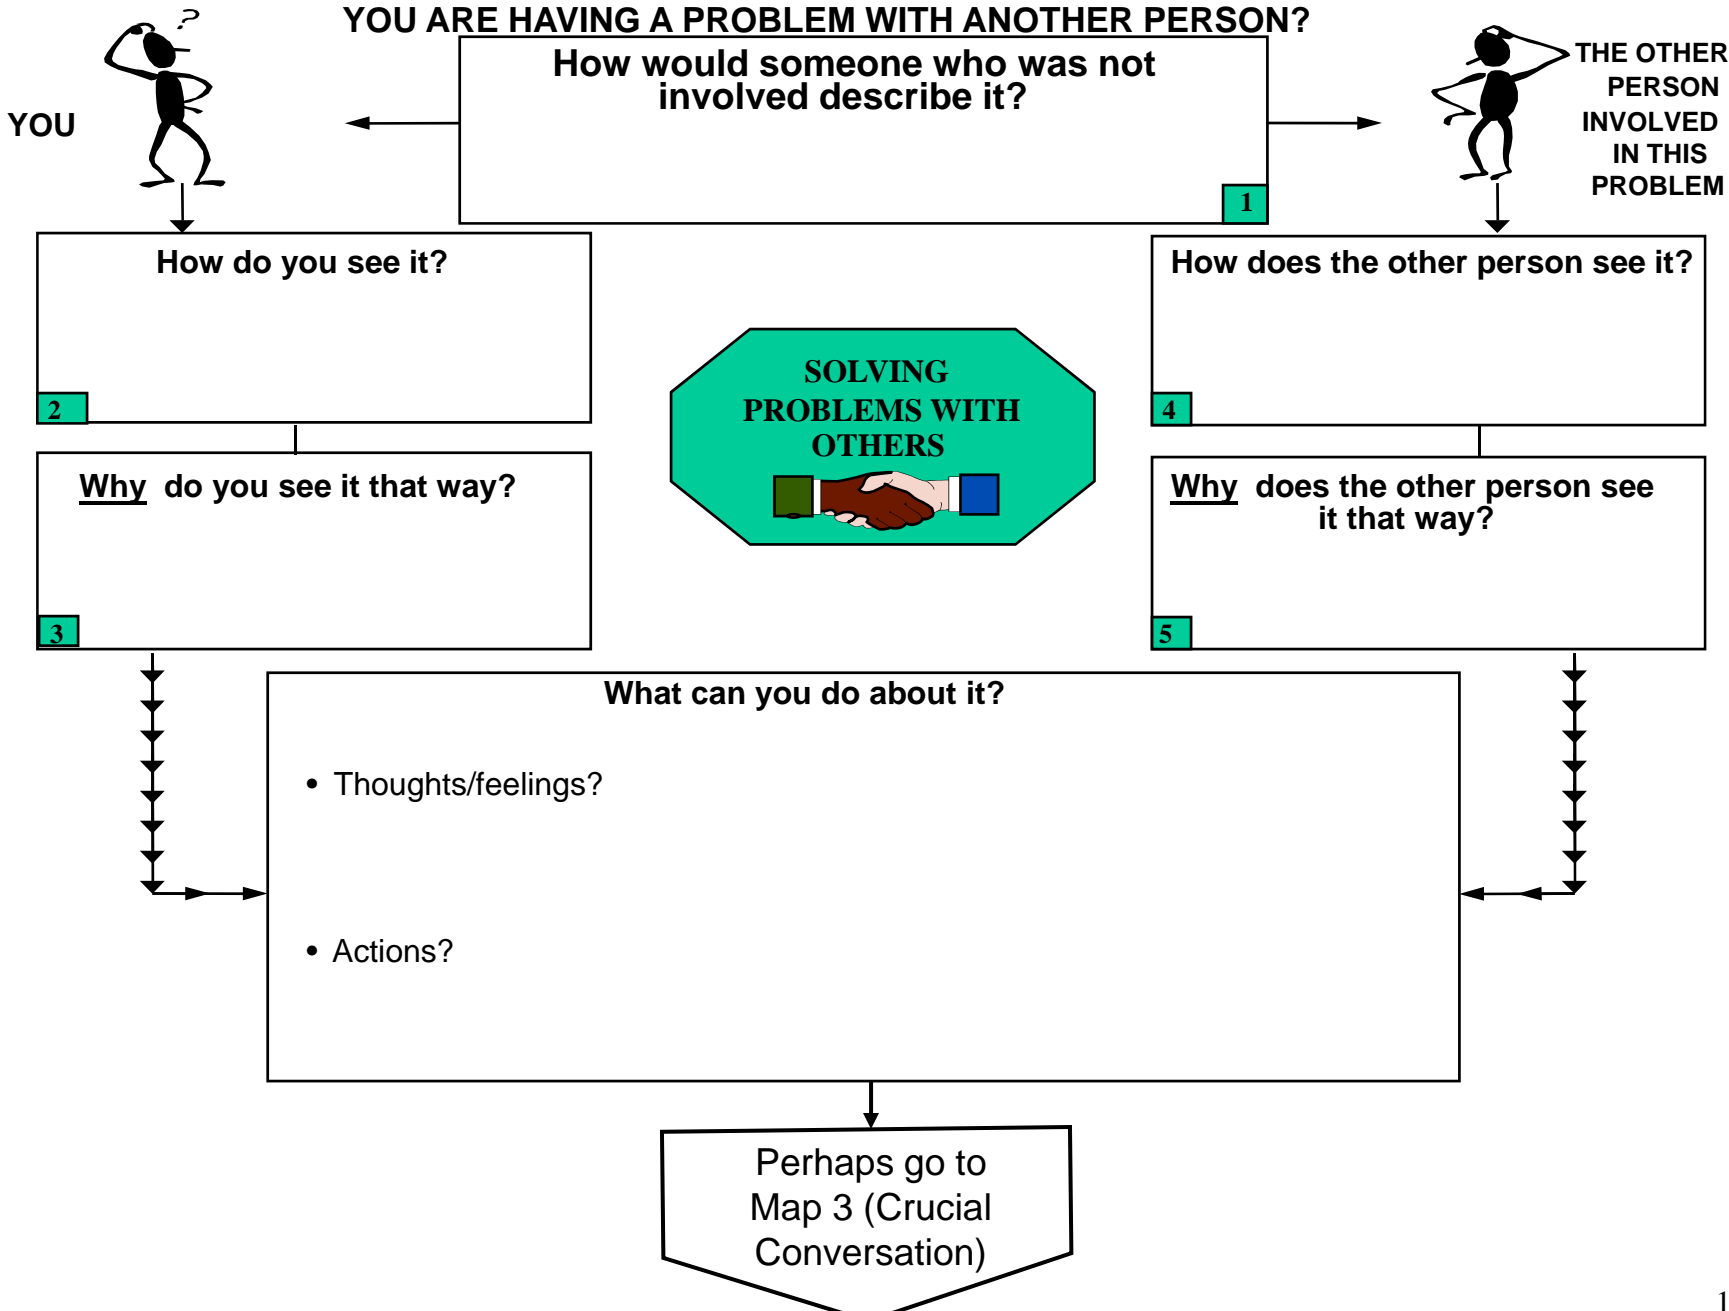 YOU ARE HAVING A PROBLEM WITH ANOTHER PERSON?
?
How would someone who was not
involved describe it?
1
YOU
THE OTHER
PERSON
INVOLVED
IN THIS
PROBLEM
How do you see it?
2
Why do you see it that way?
3
SOLVING
PROBLEMS WITH
OTHERS
How does the other person see it?
4
Why does the other person see
it that way?
5
What can you do about it?
• Thoughts/feelings?
• Actions?
Perhaps go to
Map 3 (Crucial
Conversation)
1